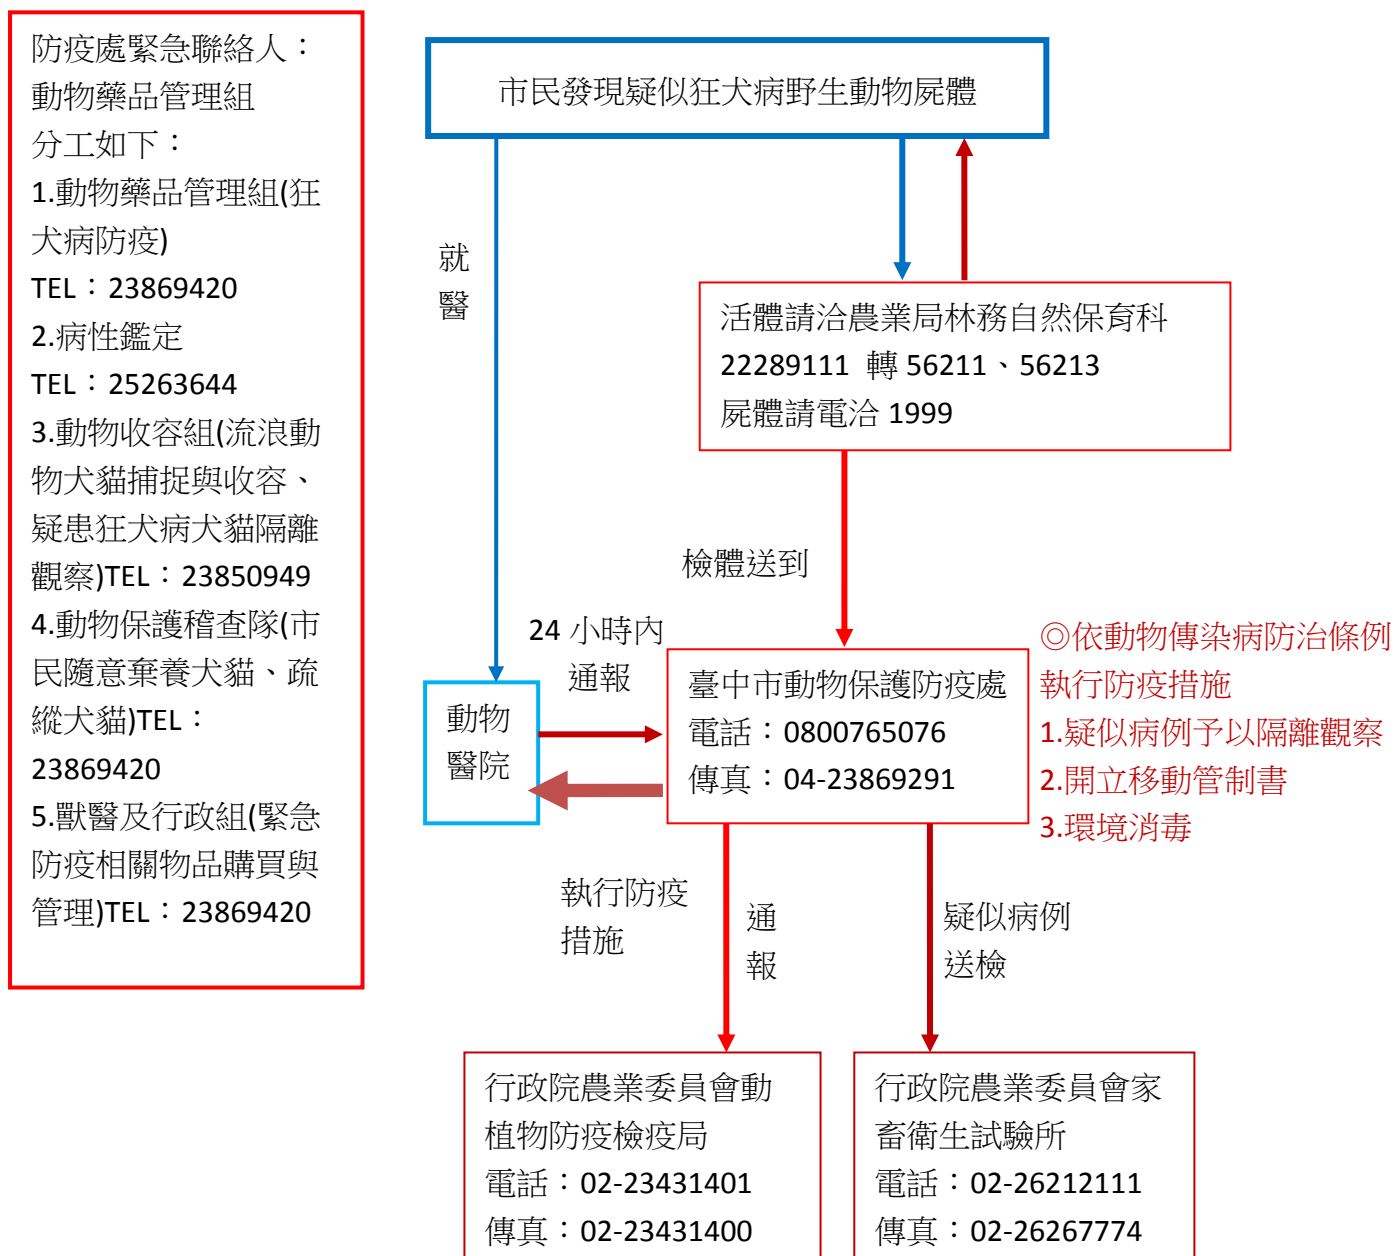 防疫處緊急聯絡人：
動物藥品管理組
分工如下：
1.動物藥品管理組(狂
犬病防疫)
TEL：23869420
2.病性鑑定
TEL：25263644
3.動物收容組(流浪動
物犬貓捕捉與收容、
疑患狂犬病犬貓隔離
觀察)TEL：23850949
4.動物保護稽查隊(市
民隨意棄養犬貓、疏
縱犬貓)TEL：
23869420
5.獸醫及行政組(緊急
防疫相關物品購買與
管理)TEL：23869420
市民發現疑似狂犬病野生動物屍體
就
醫
活體請洽農業局林務自然保育科
22289111 轉 56211、56213
屍體請電洽 1999
檢體送到
24 小時內
通報
動物
醫院
臺中市動物保護防疫處
電話：0800765076
傳真：04-23869291
◎依動物傳染病防治條例
執行防疫措施
1.疑似病例予以隔離觀察
2.開立移動管制書
3.環境消毒
執行防疫
措施
通
報
疑似病例
送檢
行政院農業委員會動
植物防疫檢疫局
電話：02-23431401
傳真：02-23431400
行政院農業委員會家
畜衛生試驗所
電話：02-26212111
傳真：02-26267774